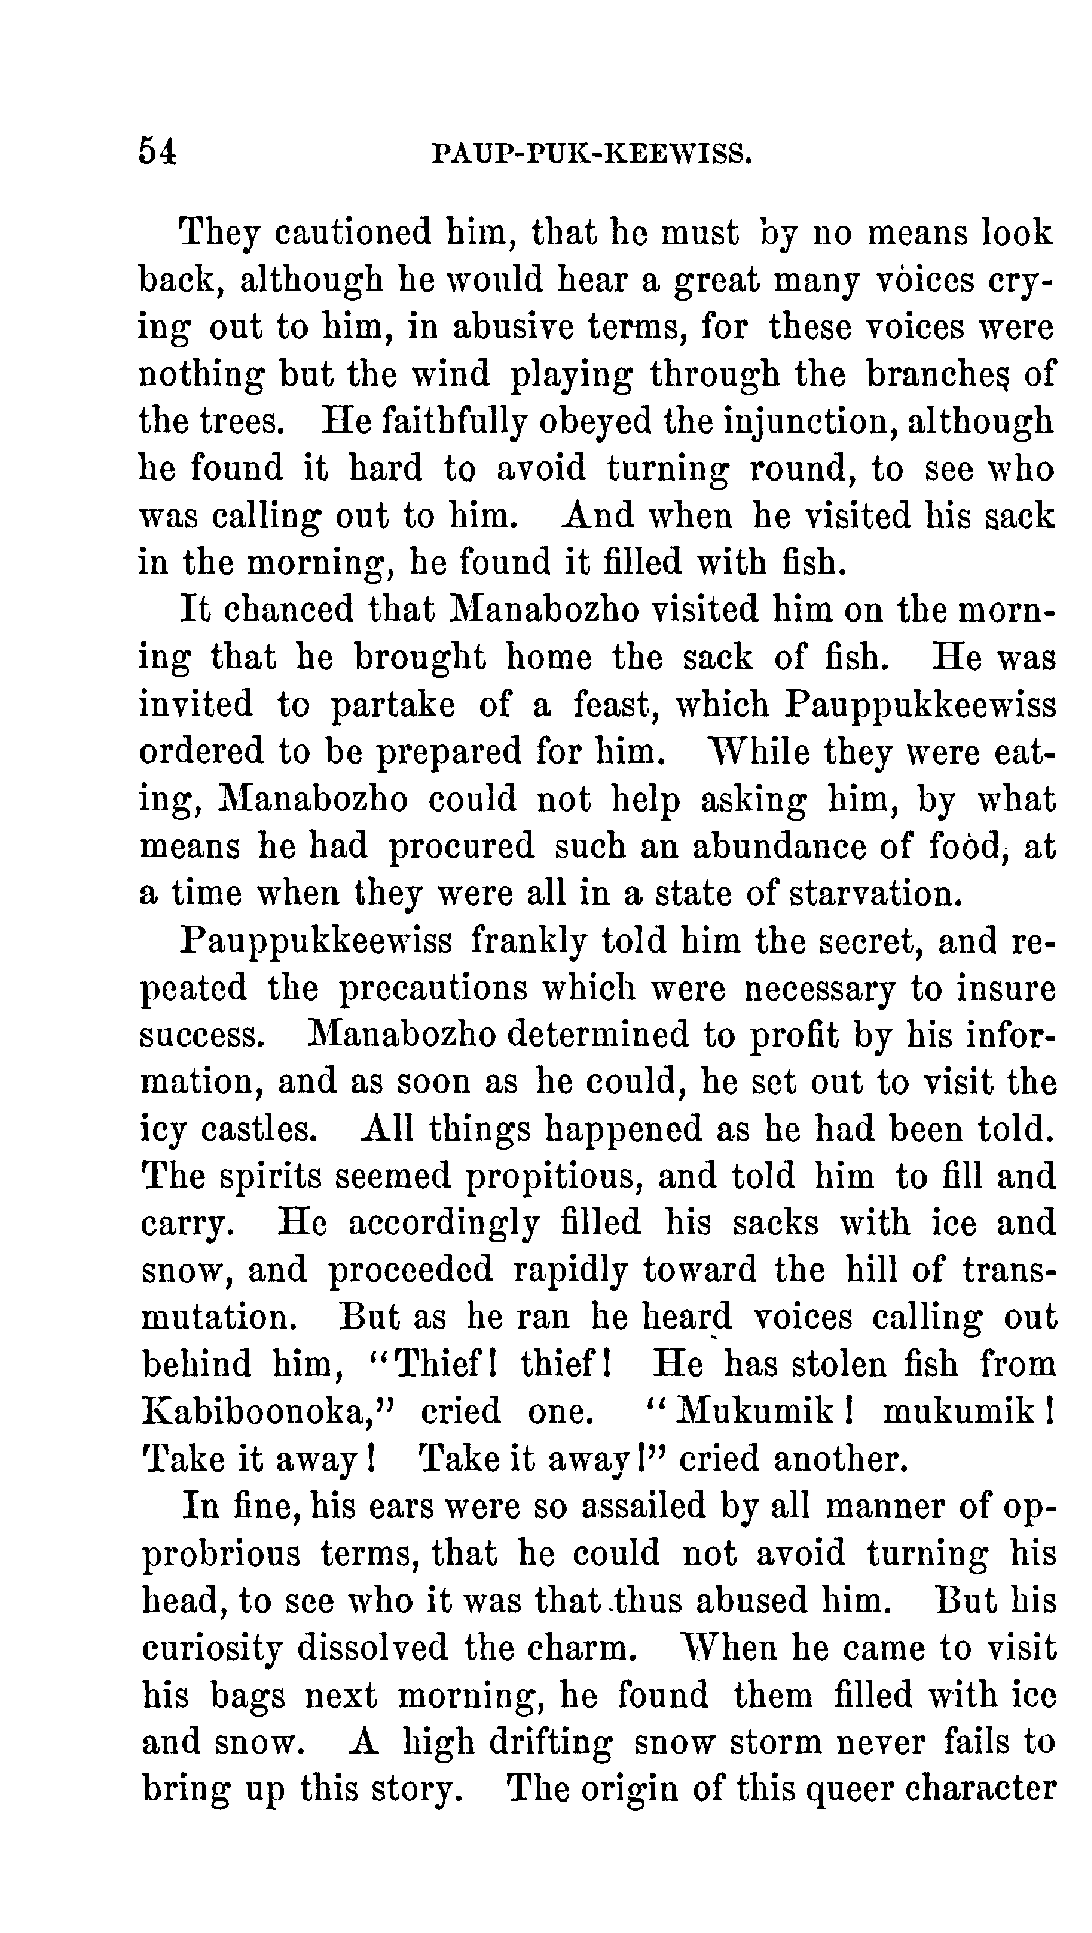 54 PAUP-PUK-KEEWISS.
They cautioned him, that he must by no means look
back, although he would hear a great many voices cry-
ing out to him, in abusive terms, for these voices were
nothing but the wind playing through the branches of
the trees. He faithfully obeyed the injunction, although
he found it hard to avoid turning round, to see who
was calling out to him. And when he visited his sack
in the morning, he found it filled with fish.
It chanced that Manabozho visited him on the morn-
ing that he brought home the sack of fish. He was
invited to partake of a feast, which Pauppukkeewiss
ordered to be prepared for him. While they were eat-
ing, Manabozho could not help asking him, by what
means he had procured such an abundance of food, at
a time when they were all in a state of starvation.
Pauppukkeewiss frankly told him the secret, and re-
peated the precautions which were necessary to insure
success. Manabozho determined to profit by his infor-
mation, and as soon as he could, he set out to visit the
icy castles. All things happened as he had been told.
The spirits seemed propitious, and told him to fill and
carry. He accordingly filled his sacks with ice and
snow, and proceeded rapidly toward the hill of trans-
mutation. But as he ran he heard voices calling out
behind him, "Thief! thief! He has stolen fish from
Kabiboonoka," cried one. "Mukumik! mukumik!
Take it away! Take it away!" cried another.
In fine, his ears were so assailed by all manner of op-
probrious terms, that he could not avoid turning his
head, to see who it was that thus abused him. But his
curiosity dissolved the charm. When he came to visit
his bags next morning, he found them filled with ice
and snow. A high drifting snow storm never fails to
bring up this story. The origin of this queer character